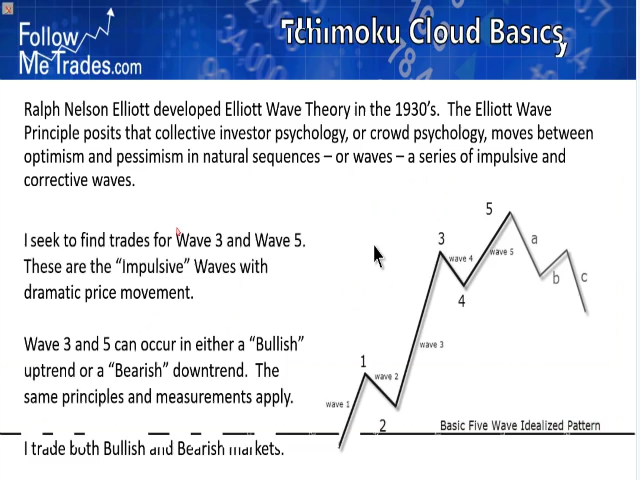 Follow
MeTrades.com
Ichimoku Cloud Basics
Ralph Nelson Elliott developed Elliott Wave Theory in the 1930's. The Elliott Wave
Principle posits that collective investor psychology, or crowd psychology, moves between
optimism and pessimism in natural sequences – or waves – a series of impulsive and
corrective waves.
I seek to find trades for Wave 3 and Wave 5.
These are the "Impulsive" Waves with
dramatic price movement.
Wave 3 and 5 can occur in either a "Bullish"
uptrend or a "Bearish" downtrend. The
same principles and measurements apply.
I trade both Bullish and Bearish markets.
5
3
a
wave 4
wave 5
b
c
4
wave 3
1
wave 2
wave 1
2
Basic Five Wave Idealized Pattern